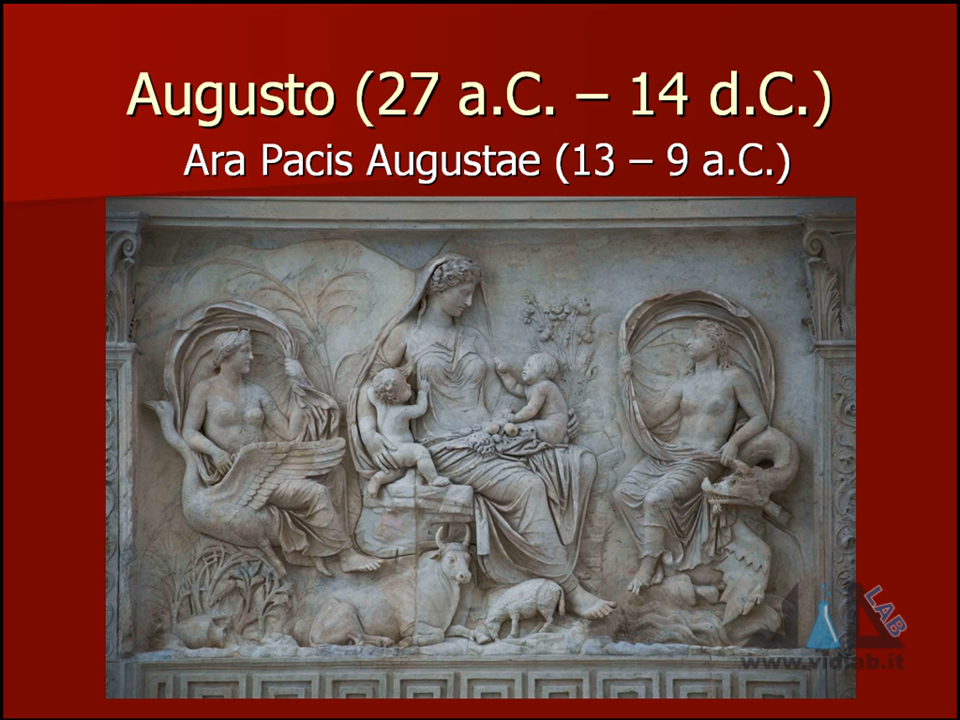 Augusto (27 a.C. – 14 d.C.)
Ara Pacis Augustae (13 – 9 a.C.)
LAB
www.vidlab.it